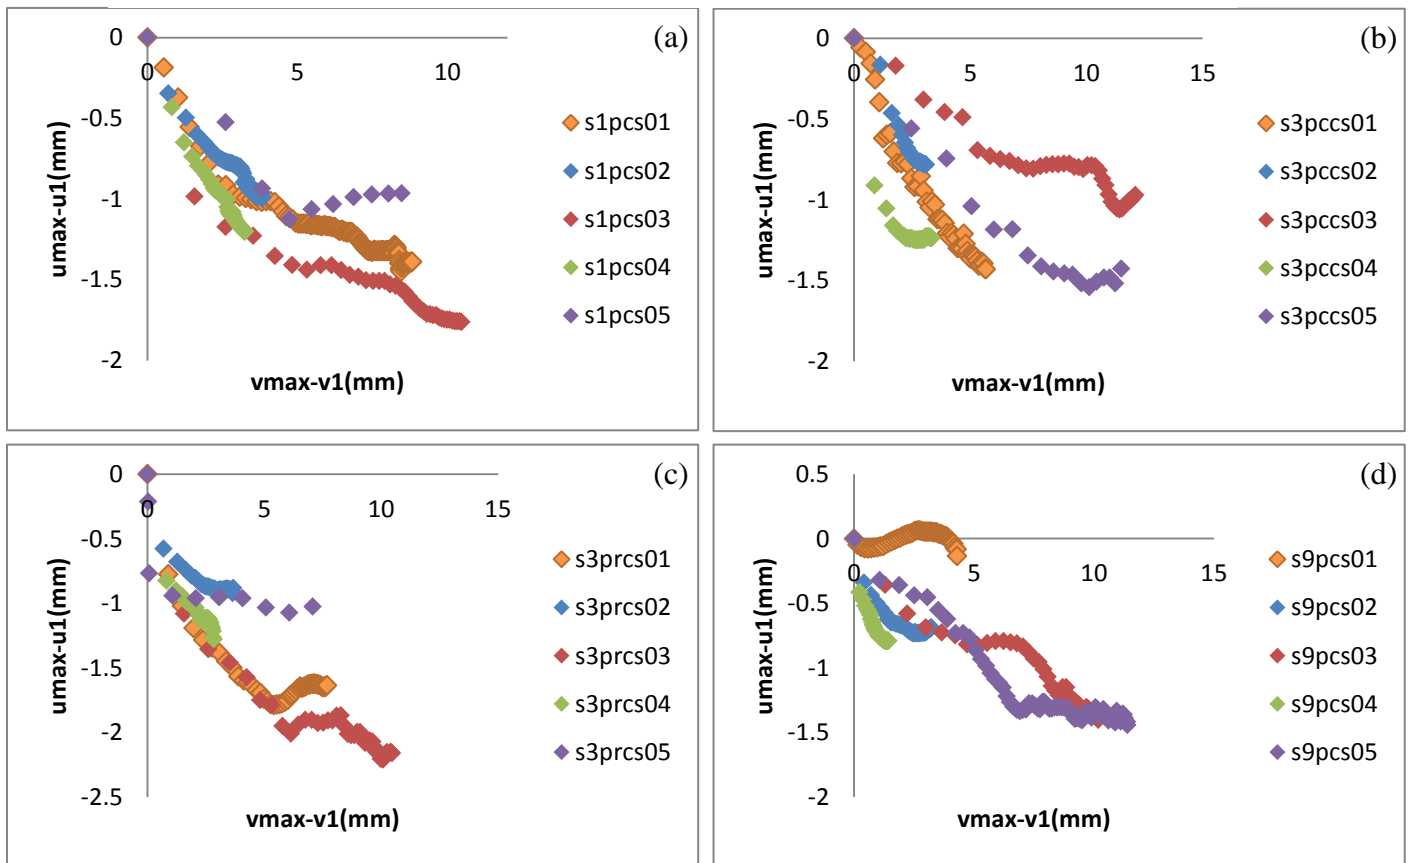 (a)
0
0
5
10
-0.5
-1
-1.5
-2
umax-u1(mm)
vmax-v1(mm)
s1pcs01
s1pcs02
s1pcs03
s1pcs04
s1pcs05
(b)
0
0
5
10
15
-0.5
-1
-1.5
-2
umax-u1(mm)
vmax-v1(mm)
s3pccs01
s3pccs02
s3pccs03
s3pccs04
s3pccs05
(c)
0
0
5
10
15
-0.5
-1
-1.5
-2
-2.5
umax-u1(mm)
vmax-v1(mm)
s3prcs01
s3prcs02
s3prcs03
s3prcs04
s3prcs05
(d)
0.5
0
0
5
10
15
-0.5
-1
-1.5
-2
umax-u1(mm)
vmax-v1(mm)
s9pcs01
s9pcs02
s9pcs03
s9pcs04
s9pcs05